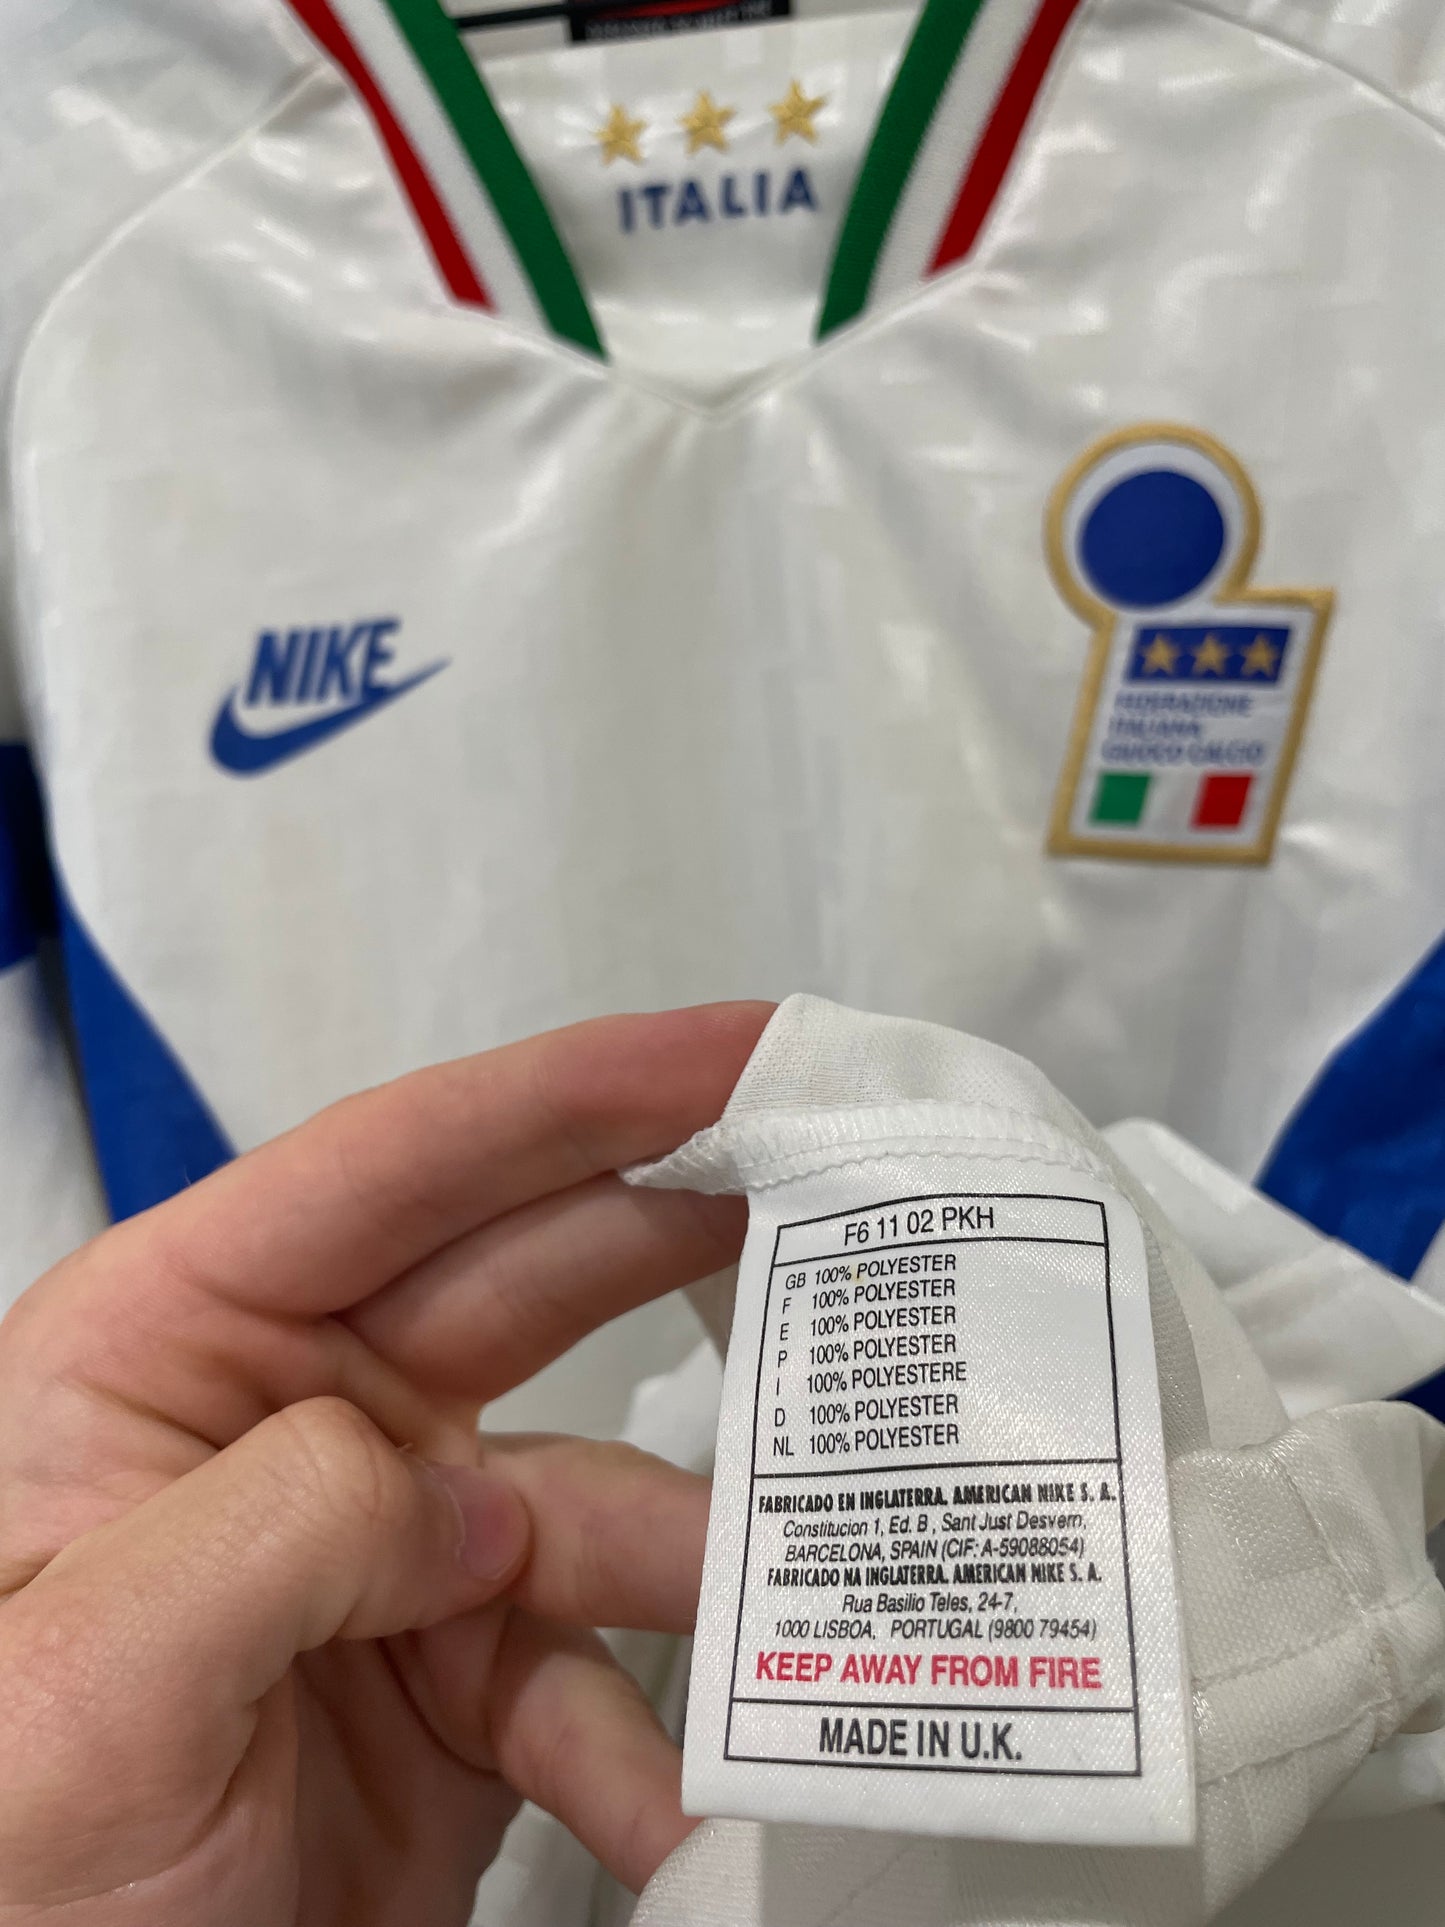 ITALIA
NIKE
FEDERAZIONE
ITALIANA
GIUOCO CALCIO
F6 11 02 PKH
GB 100% POLYESTER
F 100% POLYESTER
E 100% POLYESTER
P 100% POLYESTER
I 100% POLYESTERE
D 100% POLYESTER
NL 100% POLYESTER
FABRICADO EN INGLATERRA. AMERICAN NIKE S. A.
Constitucion 1, Ed. B , Sant Just Desvern,
BARCELONA, SPAIN (CIF: A-59088054)
FABRICADO NA INGLATERRA. AMERICAN NIKE S. A.
Rua Basilio Teles, 24-7,
1000 LISBOA, PORTUGAL (9800 79454)
KEEP AWAY FROM FIRE
MADE IN U.K.